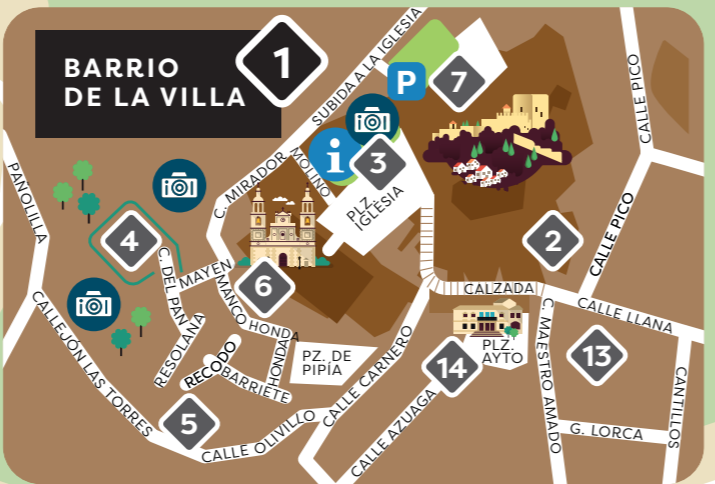 BARRIO
DE LA VILLA
1
SUBIDA A LA IGLESIA
P
7
CALLE PICO
i
3
MOLINO
C. MIRADOR
PLZ.
IGLESIA
PAÑOLILLA
4
C. DEL PAN
MAYEN
6
2
CALLE PICO
CALZADA
CALLE LLANA
MANCO HONDA
HONDA
RESOLANA
RECODO
BARRIETE
PZ. DE
PIPÍA
CALLE CARNERO
PLZ.
AYTO
14
C. MAESTRO AMADO
13
CANTILLOS
CALLEJÓN LAS TORRES
5
CALLE OLIVILLO
CALLE AZUAGA
G. LORCA